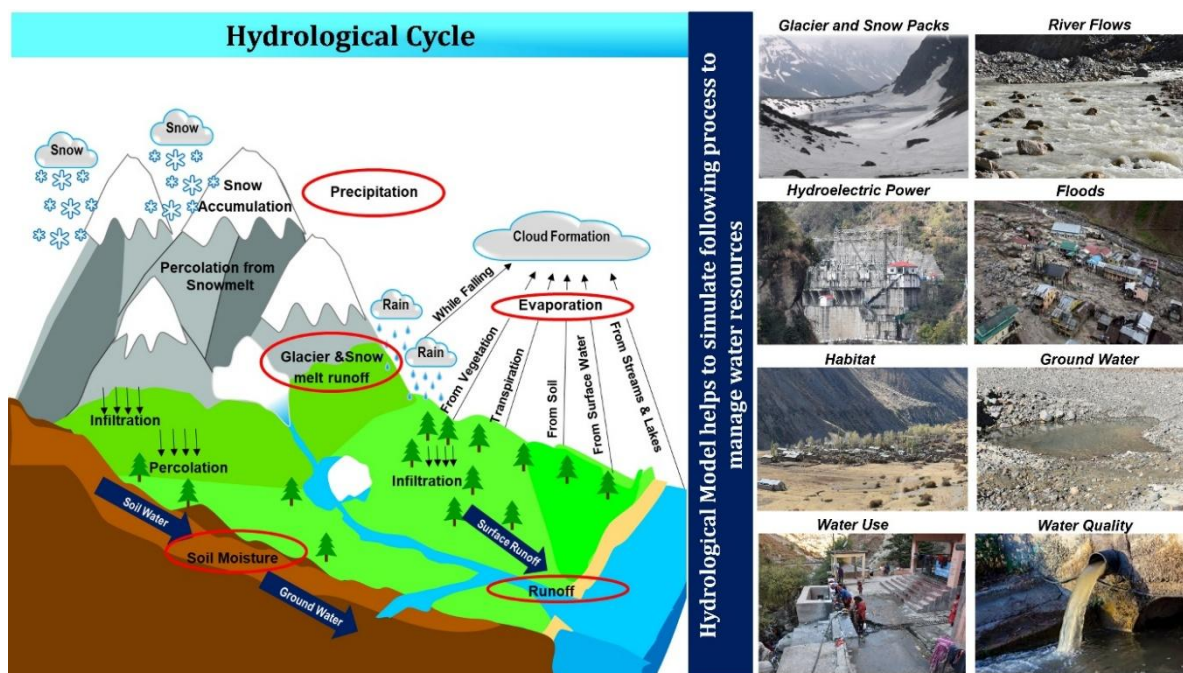 Hydrological Cycle
Snow
Snow
Snow
Accumulation
Precipitation
Cloud Formation
Percolation from
Snowmelt
While Falling
Evaporation
Rain
Rain
Glacier &Snow
melt runoff
From Vegetation
Transpiration
From Soil
From Surface Water
From Streams & Lakes
Infiltration
Percolation
Infiltration
Soil Water
Surface Runoff
Soil Moisture
Ground Water
Runoff
Hydrological Model helps to simulate following process to
manage water resources
Glacier and Snow Packs
River Flows
Hydroelectric Power
Floods
Habitat
Ground Water
Water Use
Water Quality